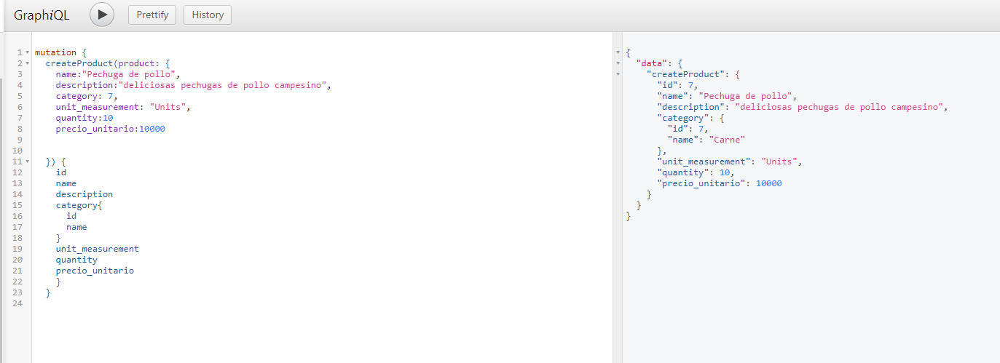 GraphiQL Prettify History
1 mutation {
2 createProduct(product: {
3 name:"Pechuga de pollo",
4 description:"deliciosas pechugas de pollo campesino",
5 category: 7,
6 unit_measurement: "Units",
7 quantity:10
8 precio_unitario:10000
9
10
11 }) {
12 id
13 name
14 description
15 category{
16 id
17 name
18 }
19 unit_measurement
20 quantity
21 precio_unitario
22 }
23 }
24
{
"data": {
"createProduct": {
"id": 7,
"name": "Pechuga de pollo",
"description": "deliciosas pechugas de pollo campesino",
"category": {
"id": 7,
"name": "Carne"
},
"unit_measurement": "Units",
"quantity": 10,
"precio_unitario": 10000
}
}
}